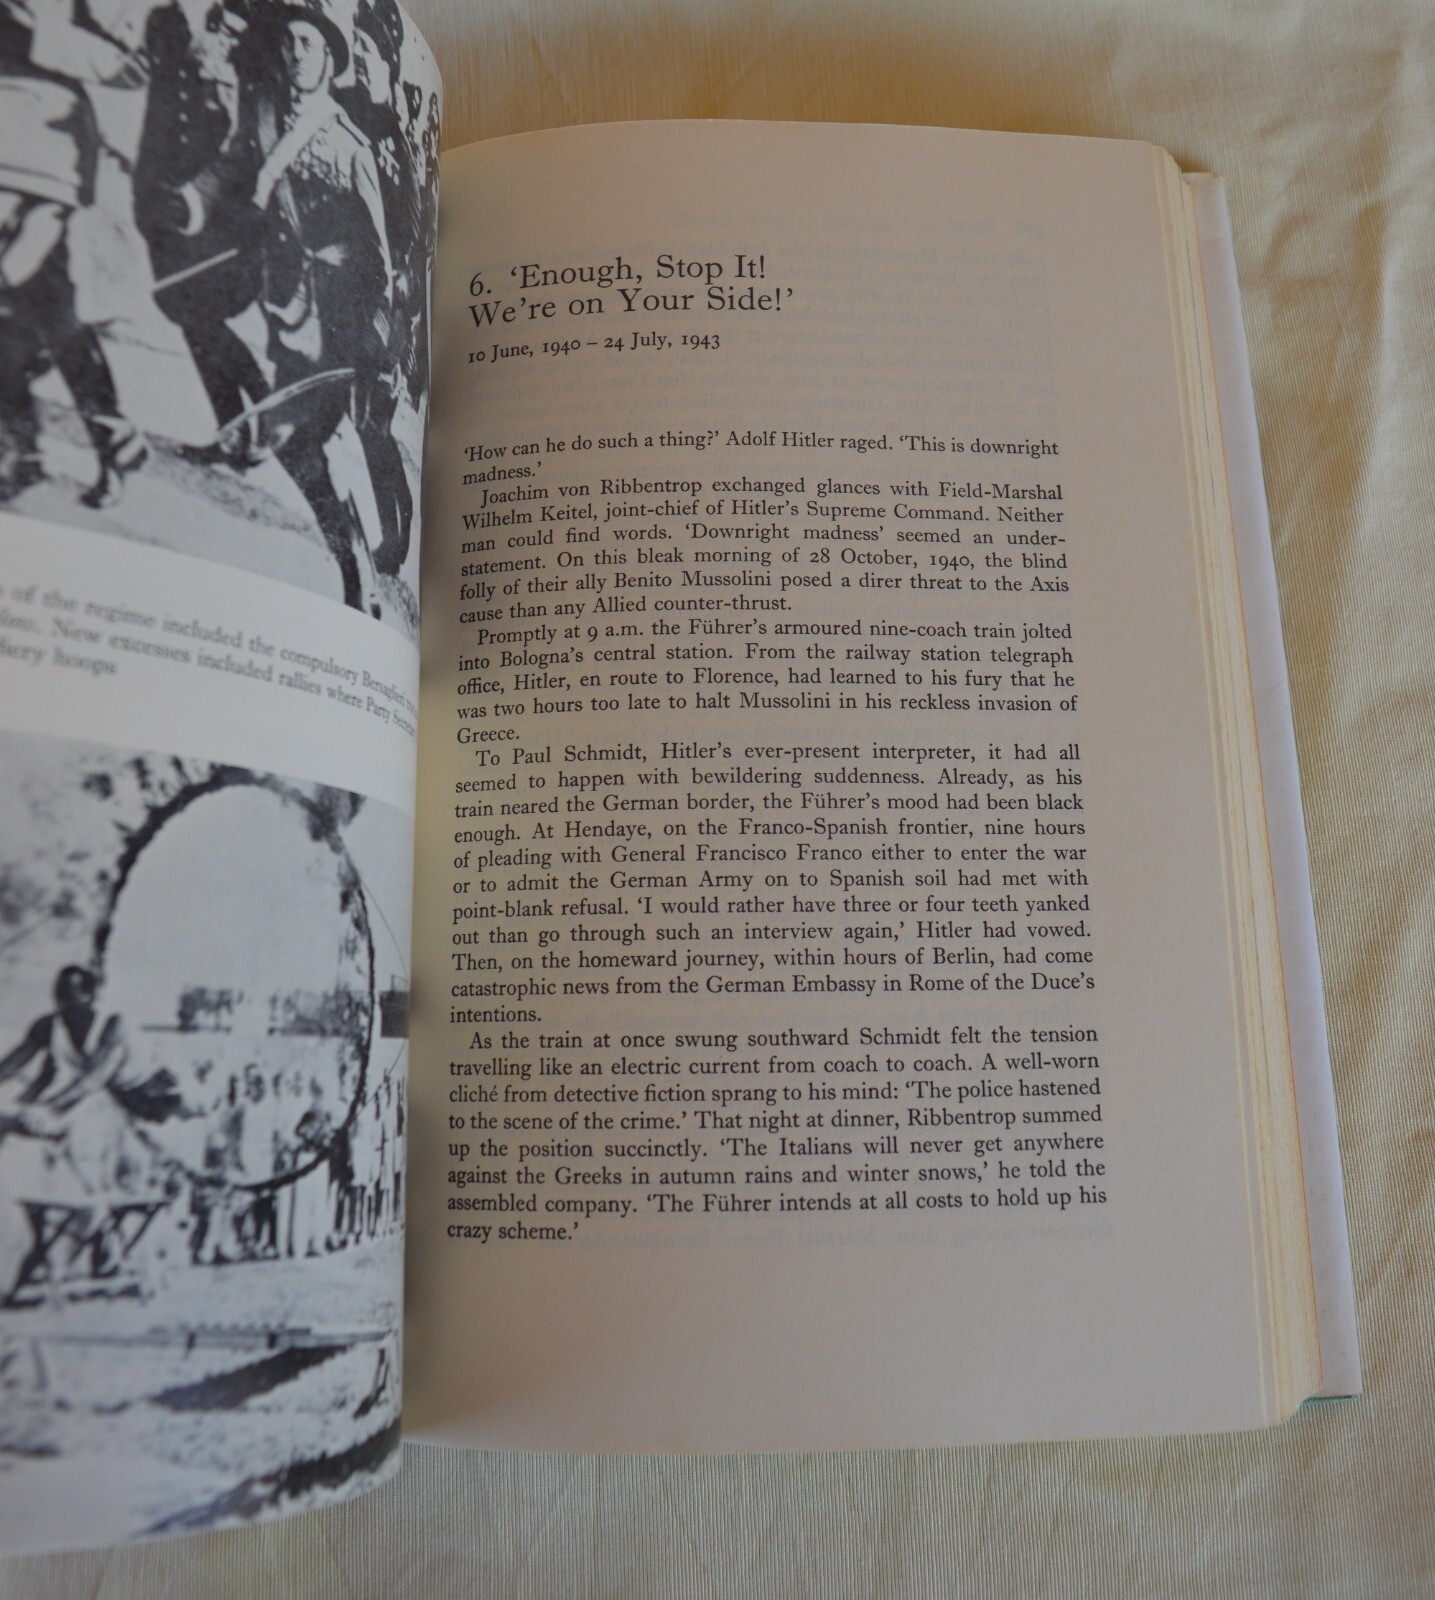 of the regime included the compulsory
New excesses included rallies where Party
hoops
6. ‘Enough, Stop It!
We’re on Your Side!’
10 June, 1940 – 24 July, 1943
‘How can he do such a thing?’ Adolf Hitler raged. ‘This is downright
madness.’
Joachim von Ribbentrop exchanged glances with Field-Marshal
Wilhelm Keitel, joint-chief of Hitler’s Supreme Command. Neither
man could find words. ‘Downright madness’ seemed an under-
statement. On this bleak morning of 28 October, 1940, the blind
folly of their ally Benito Mussolini posed a direr threat to the Axis
cause than any Allied counter-thrust.
Promptly at 9 a.m. the Führer’s armoured nine-coach train jolted
into Bologna’s central station. From the railway station telegraph
office, Hitler, en route to Florence, had learned to his fury that he
was two hours too late to halt Mussolini in his reckless invasion of
Greece.
To Paul Schmidt, Hitler’s ever-present interpreter, it had all
seemed to happen with bewildering suddenness. Already, as his
train neared the German border, the Führer’s mood had been black
enough. At Hendaye, on the Franco-Spanish frontier, nine hours
of pleading with General Francisco Franco either to enter the war
or to admit the German Army on to Spanish soil had met with
point-blank refusal. ‘I would rather have three or four teeth yanked
out than go through such an interview again,’ Hitler had vowed.
Then, on the homeward journey, within hours of Berlin, had come
catastrophic news from the German Embassy in Rome of the Duce’s
intentions.
As the train at once swung southward Schmidt felt the tension
travelling like an electric current from coach to coach. A well-worn
cliché from detective fiction sprang to his mind: ‘The police hastened
to the scene of the crime.’ That night at dinner, Ribbentrop summed
up the position succinctly. ‘The Italians will never get anywhere
against the Greeks in autumn rains and winter snows,’ he told the
assembled company. ‘The Führer intends at all costs to hold up his
crazy scheme.’